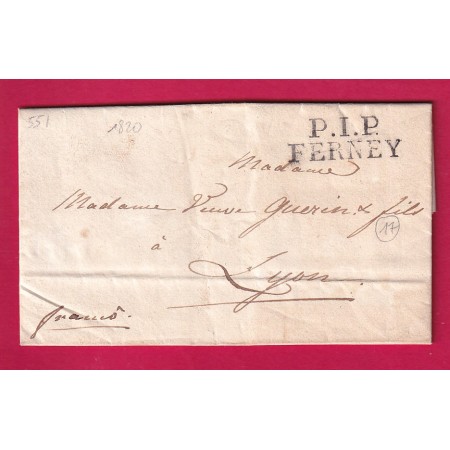 551
1820
P.I.P.
FERNEY
Madame
Madame Veuve Guerin & fils
17
à
Lyon.
franco.